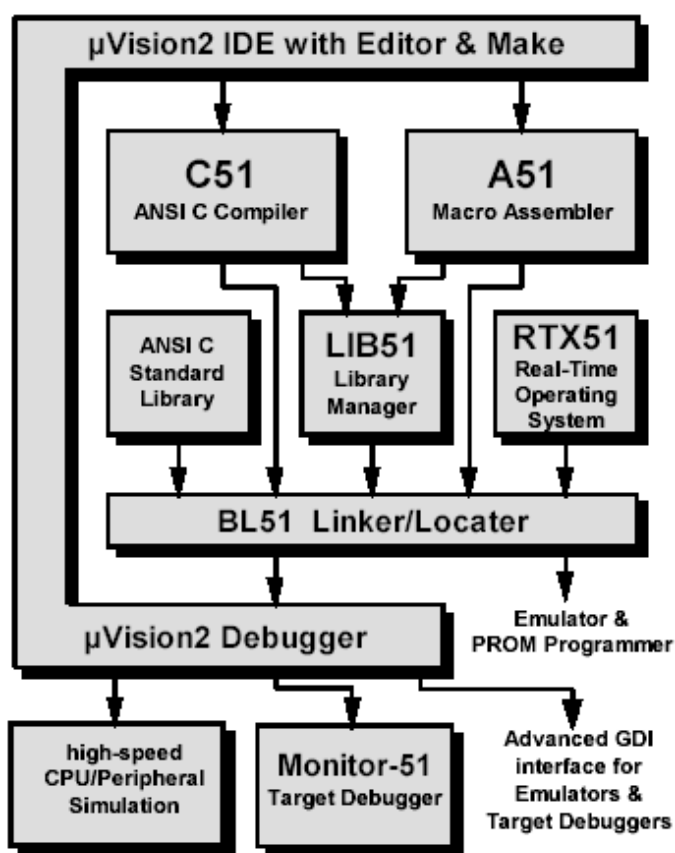 µVision2 IDE with Editor & Make
C51
ANSI C Compiler
A51
Macro Assembler
ANSI C
Standard
Library
LIB51
Library
Manager
RTX51
Real-Time
Operating
System
BL51 Linker/Locater
µVision2 Debugger
Emulator &
PROM Programmer
high-speed
CPU/Peripheral
Simulation
Monitor-51
Target Debugger
Advanced GDI
interface for
Emulators &
Target Debuggers